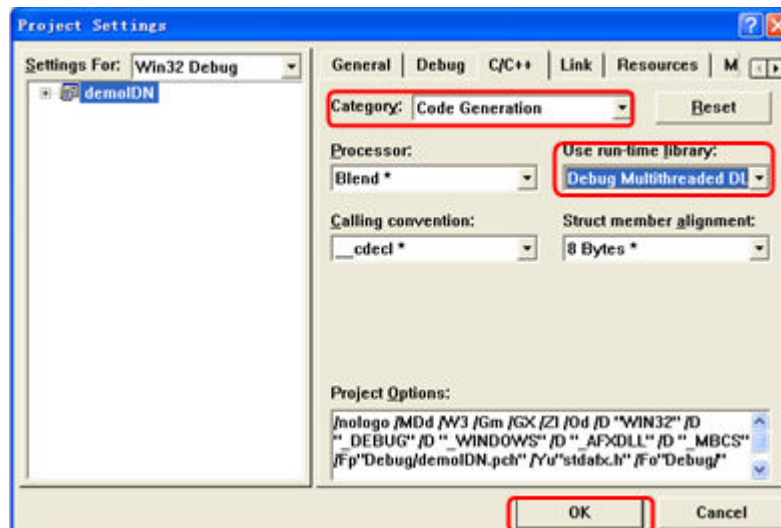 Project Settings
Settings For: Win32 Debug
demoIDN
General Debug C/C++ Link Resources M
Category: Code Generation
Reset
Processor:
Use run-time library:
Blend *
Debug Multithreaded DL
Calling convention:
Struct member alignment:
__cdecl *
8 Bytes *
Project Options:
/nologo /MDd /W3 /Gm /GX /ZI /Od /D "WIN32" /D
"_DEBUG" /D "_WINDOWS" /D "_AFXDLL" /D "_MBCS"
/Fp"Debug/demoIDN.pch" /Yu"stdafx.h" /Fo"Debug/"
OK
Cancel